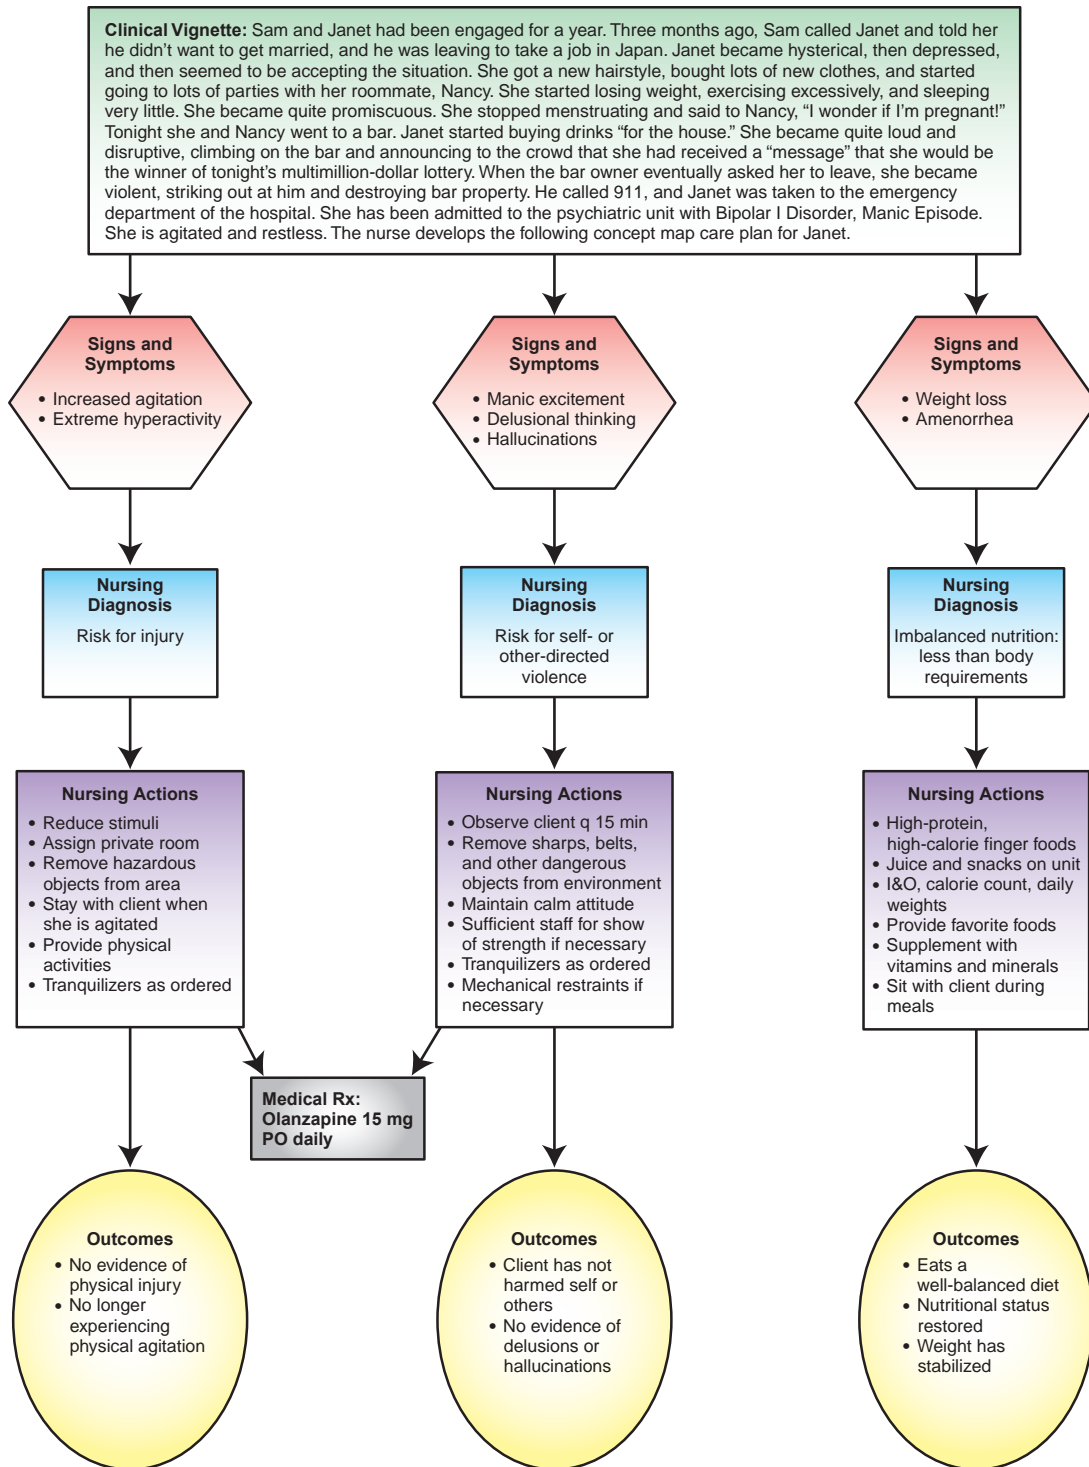 Clinical Vignette: Sam and Janet had been engaged for a year. Three months ago, Sam called Janet and told her
he didn’t want to get married, and he was leaving to take a job in Japan. Janet became hysterical, then depressed,
and then seemed to be accepting the situation. She got a new hairstyle, bought lots of new clothes, and started
going to lots of parties with her roommate, Nancy. She started losing weight, exercising excessively, and sleeping
very little. She became quite promiscuous. She stopped menstruating and said to Nancy, “I wonder if I’m pregnant!”
Tonight she and Nancy went to a bar. Janet started buying drinks “for the house.” She became quite loud and
disruptive, climbing on the bar and announcing to the crowd that she had received a “message” that she would be
the winner of tonight’s multimillion-dollar lottery. When the bar owner eventually asked her to leave, she became
violent, striking out at him and destroying bar property. He called 911, and Janet was taken to the emergency
department of the hospital. She has been admitted to the psychiatric unit with Bipolar I Disorder, Manic Episode.
She is agitated and restless. The nurse develops the following concept map care plan for Janet.
Signs and
Symptoms
• Increased agitation
• Extreme hyperactivity
Signs and
Symptoms
• Manic excitement
• Delusional thinking
• Hallucinations
Signs and
Symptoms
• Weight loss
• Amenorrhea
Nursing
Diagnosis
Risk for injury
Nursing
Diagnosis
Risk for self- or
other-directed
violence
Nursing
Diagnosis
Imbalanced nutrition:
less than body
requirements
Nursing Actions
• Reduce stimuli
• Assign private room
• Remove hazardous
objects from area
• Stay with client when
she is agitated
• Provide physical
activities
• Tranquilizers as ordered
Nursing Actions
• Observe client q 15 min
• Remove sharps, belts,
and other dangerous
objects from environment
• Maintain calm attitude
• Sufficient staff for show
of strength if necessary
• Tranquilizers as ordered
• Mechanical restraints if
necessary
Nursing Actions
• High-protein,
high-calorie finger foods
• Juice and snacks on unit
• I&O, calorie count, daily
weights
• Provide favorite foods
• Supplement with
vitamins and minerals
• Sit with client during
meals
Medical Rx:
Olanzapine 15 mg
PO daily
Outcomes
• No evidence of
physical injury
• No longer
experiencing
physical agitation
Outcomes
• Client has not
harmed self or
others
• No evidence of
delusions or
hallucinations
Outcomes
• Eats a
well-balanced diet
• Nutritional status
restored
• Weight has
stabilized